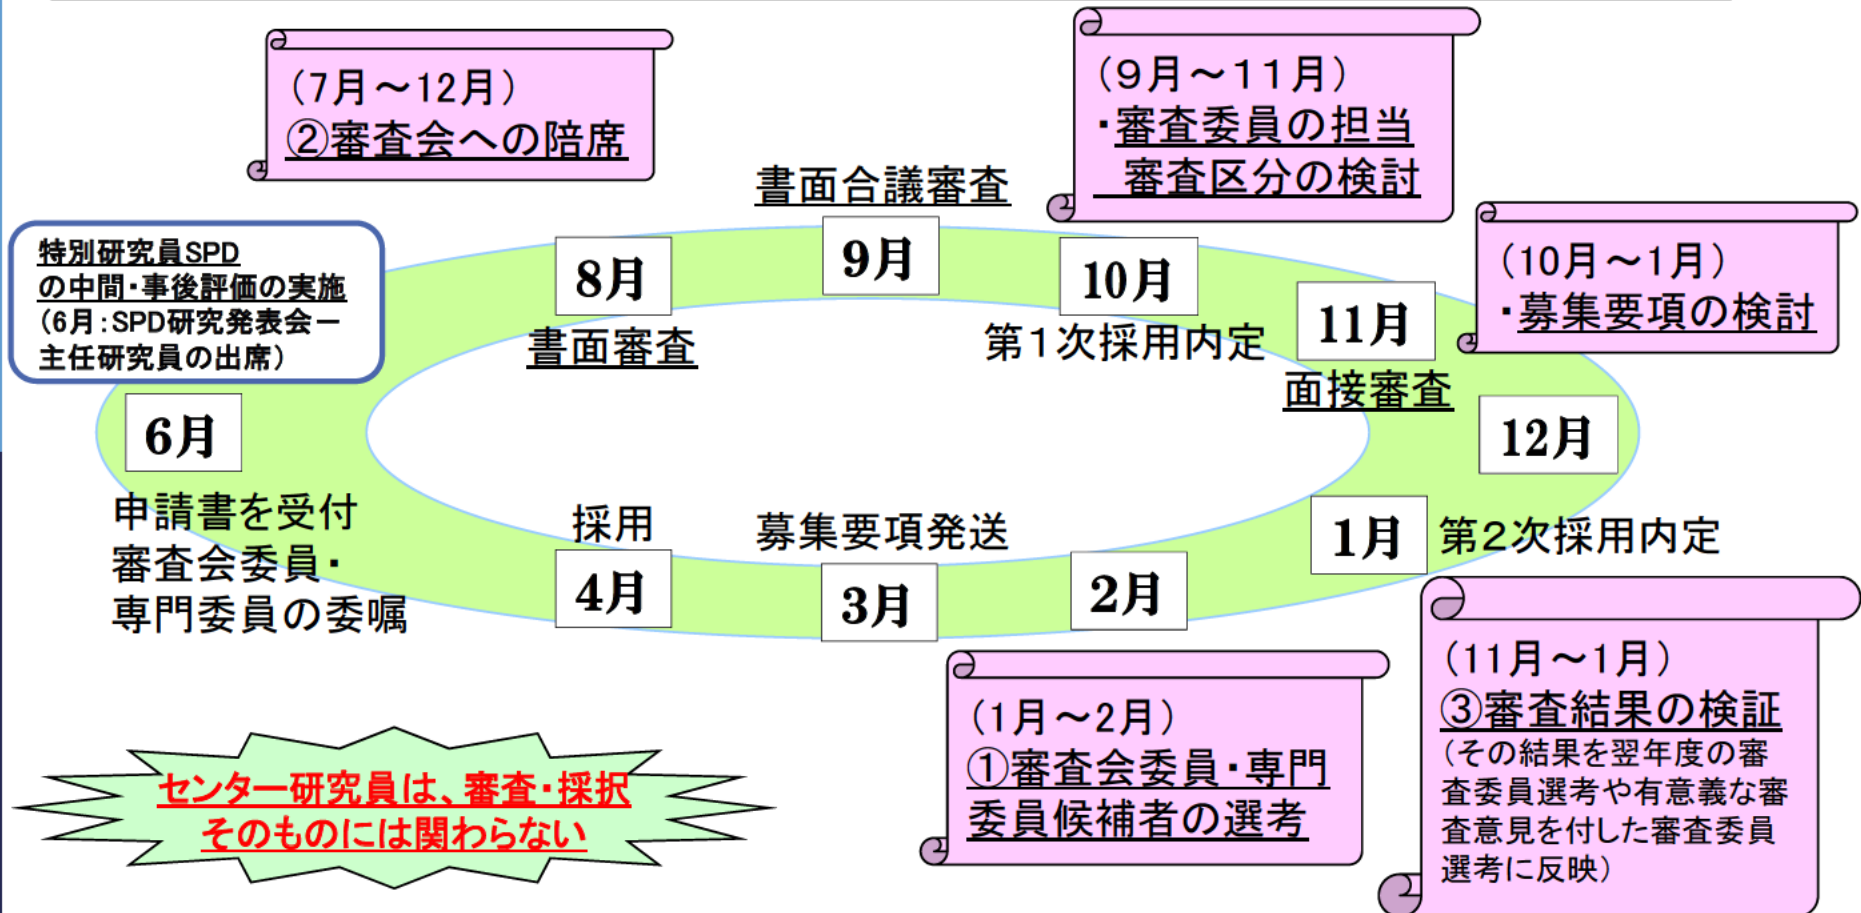 （7月～12月）
②審査会への陪席
（９月～１１月）
・審査委員の担当
審査区分の検討
書面合議審査
（10月～1月）
・募集要項の検討
特別研究員SPD
の中間・事後評価の実施
（6月：SPD研究発表会ー
主任研究員の出席）
8月
9月
10月
11月
書面審査
第１次採用内定
面接審査
6月
12月
申請書を受付
審査会委員・
専門委員の委嘱
採用
募集要項発送
4月
3月
2月
1月
第２次採用内定
（11月～1月）
③審査結果の検証
（その結果を翌年度の審
査委員選考や有意義な審
査意見を付した審査委員
選考に反映）
（1月～2月）
①審査会委員・専門
委員候補者の選考
センター研究員は、審査・採択
そのものには関わらない